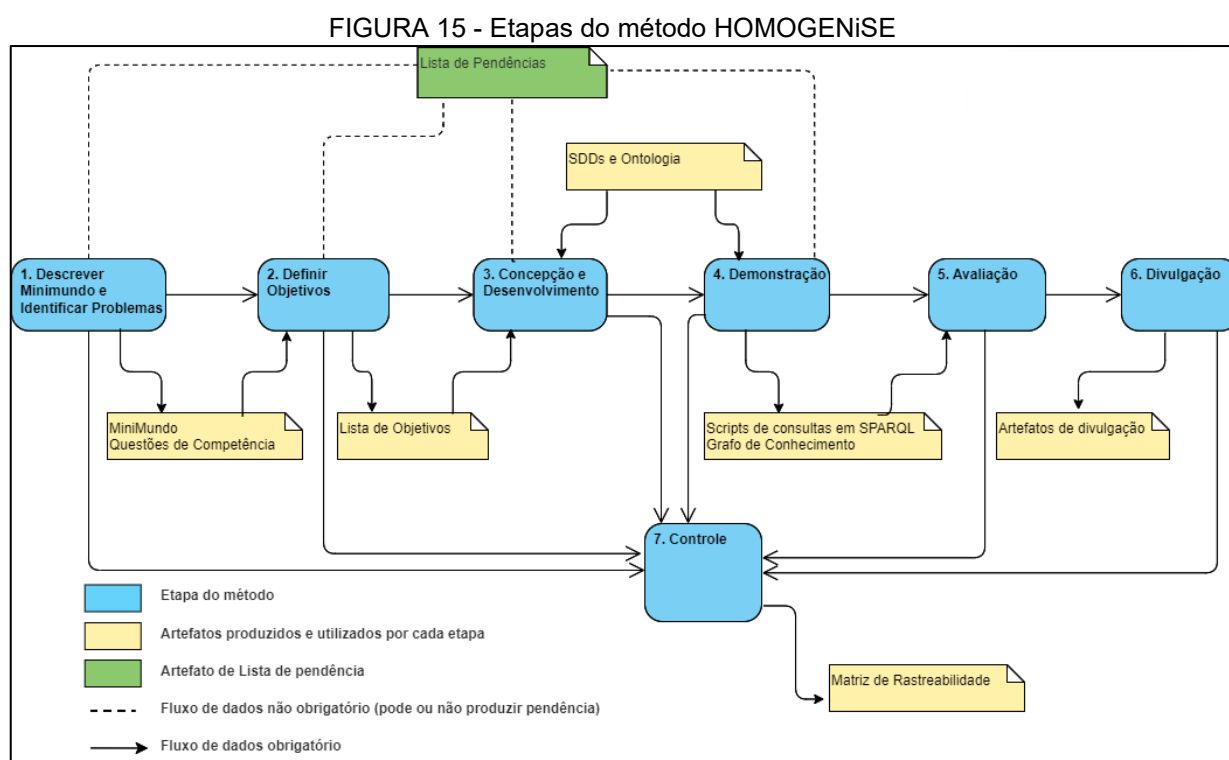 FIGURA 15 - Etapas do método HOMOGENiSE
Lista de Pendências
SDDs e Ontologia
1. Descrever
Minimundo e
Identificar Problemas
2. Definir
Objetivos
3. Concepção e
Desenvolvimento
4. Demonstração
5. Avaliação
6. Divulgação
MiniMundo
Questões de Competência
Lista de Objetivos
Scripts de consultas em SPARQL
Grafo de Conhecimento
Artefatos de divulgação
7. Controle
Etapa do método
Artefatos produzidos e utilizados por cada etapa
Artefato de Lista de pendência
Fluxo de dados não obrigatório (pode ou não produzir pendência)
Fluxo de dados obrigatório
Matriz de Rastreabilidade